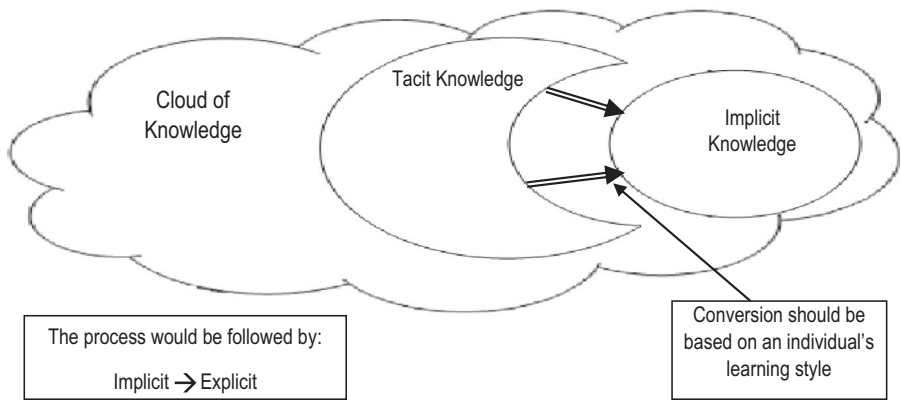 Cloud of
Knowledge
Tacit Knowledge
Implicit
Knowledge
The process would be followed by:
Implicit → Explicit
Conversion should be
based on an individual's
learning style